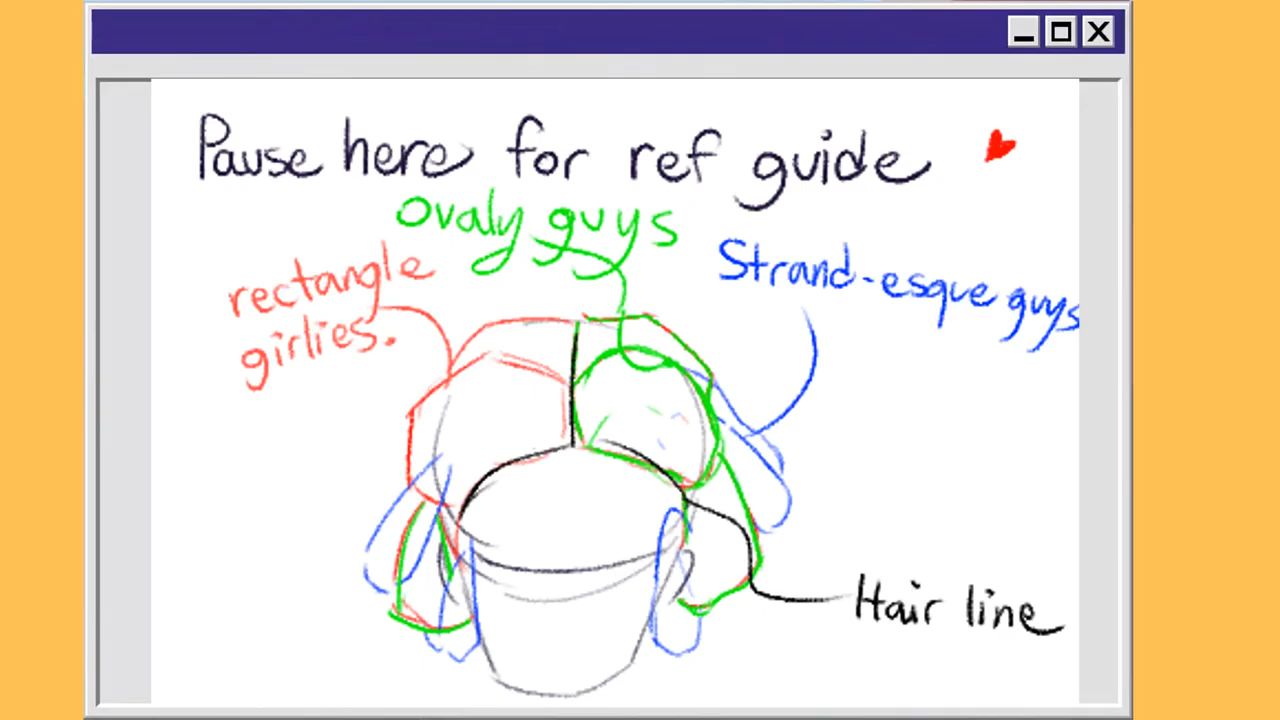 Pause here for ref guide
ovaly guys
rectangle
girlies.
Strand-esque guys
Hair line